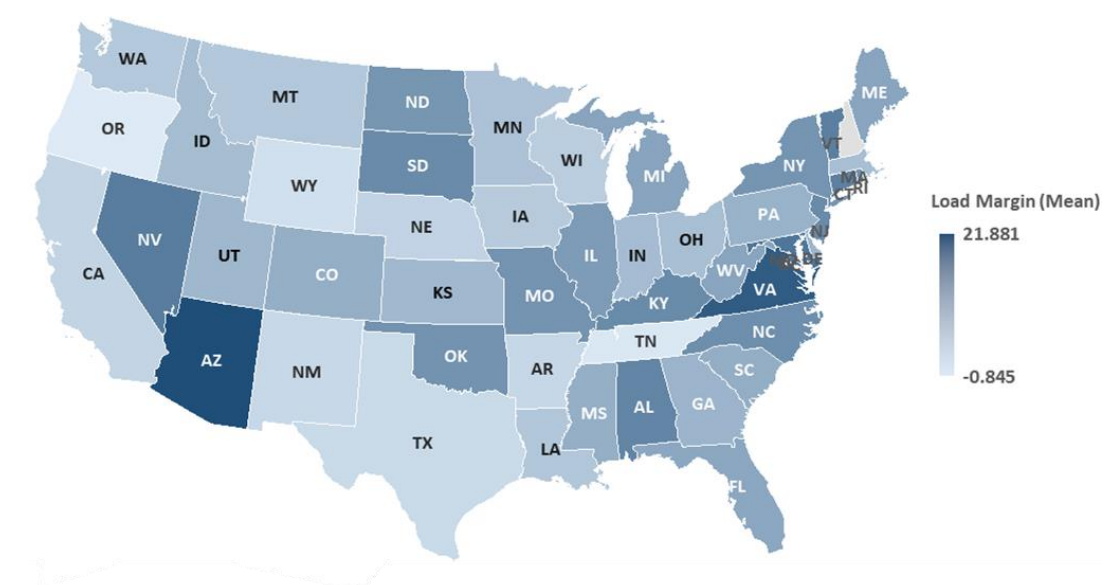 WA
MT
ND
ME
OR
MN
ID
VT
SD
WI
NY
MI
MA
RI
CT
WY
IA
PA
NE
NJ
NV
UT
IL
IN
OH
DE
CO
WV
CA
VA
KS
MO
KY
NC
TN
OK
AZ
AR
NM
SC
MS
AL
GA
TX
LA
FL
Load Margin (Mean)
21.881
-0.845